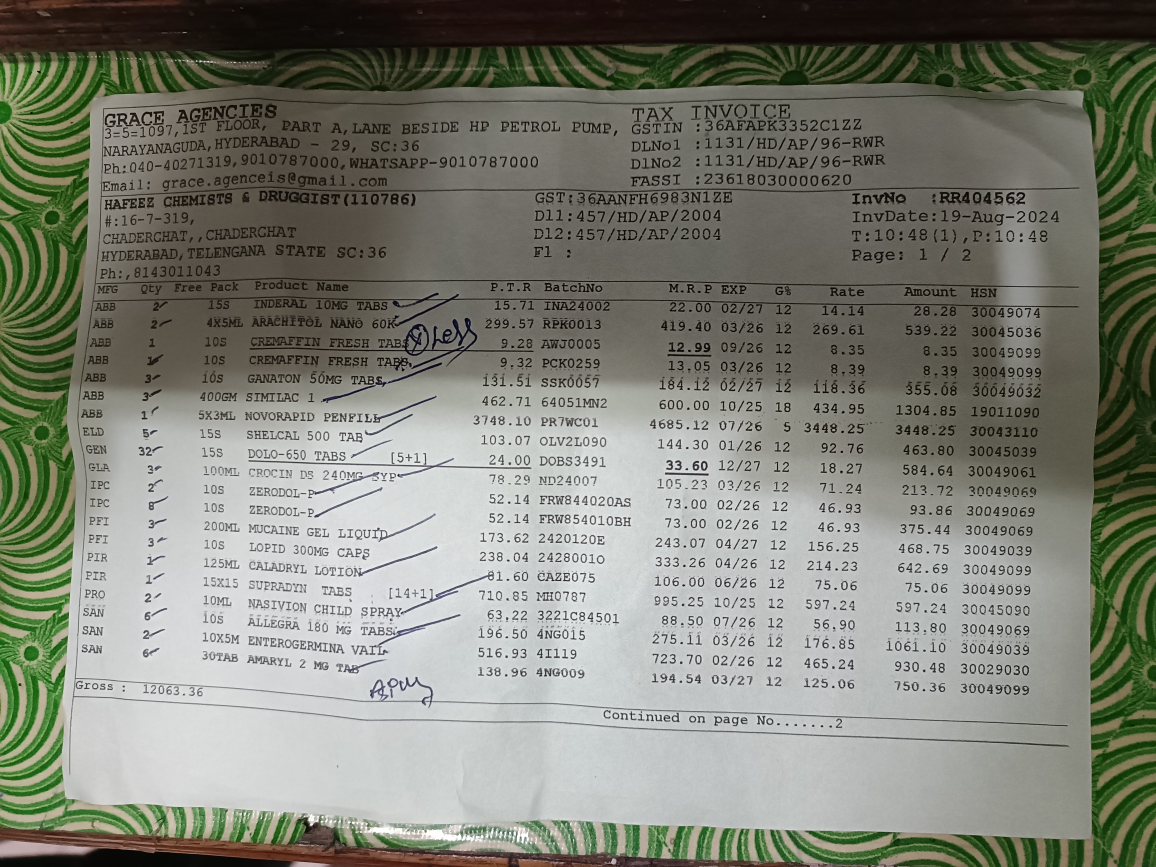 GRACE AGENCIES
3=5=1097,1ST FLOOR, PART A,LANE BESIDE HP PETROL PUMP,
NARAYANAGUDA,HYDERABAD - 29, SC:36
Ph:040-40271319,9010787000,WHATSAPP-9010787000
Email: grace.agenceis@gmail.com
TAX INVOICE
GSTIN :36AFAPK3352C1ZZ
DLNo1 :1131/HD/AP/96-RWR
DlNo2 :1131/HD/AP/96-RWR
FASSI :23618030000620
HAFEEZ CHEMISTS & DRUGGIST(110786)
#:16-7-319,
CHADERGHAT,,CHADERGHAT
HYDERABAD,TELENGANA STATE SC:36
Ph:,8143011043
GST:36AANFH6983N1ZE
D11:457/HD/AP/2004
D12:457/HD/AP/2004
Fl :
InvNo :RR404562
InvDate:19-Aug-2024
T:10:48(1),P:10:48
Page: 1 / 2
MFG Qty Free Pack Product Name P.T.R BatchNo M.R.P EXP G% Rate Amount HSN
ABB 2 15S INDERAL 10MG TABS 15.71 INA24002 22.00 02/27 12 14.14 28.28 30049074
ABB 2 4X5ML ARACHITOL NANO 60K 299.57 RPK0013 419.40 03/26 12 269.61 539.22 30045036
ABB 1 10S CREMAFFIN FRESH TABS Less 9.28 AWJ0005 12.99 09/26 12 8.35 8.35 30049099
ABB 1 10S CREMAFFIN FRESH TABS 9.32 PCK0259 13.05 03/26 12 8.39 8.39 30049099
ABB 3 10S GANATON 50MG TABS 131.51 SSK0057 184.12 02/27 12 118.36 355.08 30049032
ABB 3 400GM SIMILAC 1 462.71 64051MN2 600.00 10/25 18 434.95 1304.85 19011090
ABB 1 5X3ML NOVORAPID PENFILL 3748.10 PR7WC01 4685.12 07/26 5 3448.25 3448.25 30043110
ELD 5 15S SHELCAL 500 TAB 103.07 OLV2L090 144.30 01/26 12 92.76 463.80 30045039
GEN 32 15S DOLO-650 TABS [5+1] 24.00 DOBS3491 33.60 12/27 12 18.27 584.64 30049061
GLA 3 100ML CROCIN DS 240MG SYP 78.29 ND24007 105.23 03/26 12 71.24 213.72 30049069
IPC 2 10S ZERODOL-P 52.14 FRW844020AS 73.00 02/26 12 46.93 93.86 30049069
IPC 8 10S ZERODOL-P 52.14 FRW854010BH 73.00 02/26 12 46.93 375.44 30049069
PFI 3 200ML MUCAINE GEL LIQUID 173.62 2420120E 243.07 04/27 12 156.25 468.75 30049039
PFI 3 10S LOPID 300MG CAPS 238.04 2428001O 333.26 04/26 12 214.23 642.69 30049099
PIR 1 125ML CALADRYL LOTION 81.60 CAZE075 106.00 06/26 12 75.06 75.06 30049099
PIR 1 15X15 SUPRADYN TABS [14+1] 710.85 MH0787 995.25 10/25 12 597.24 597.24 30045090
PRO 2 10ML NASIVION CHILD SPRAY 63.22 3221C84501 88.50 07/26 12 56.90 113.80 30049069
SAN 6 10S ALLEGRA 180 MG TABS 196.50 4NG015 275.11 03/26 12 176.85 1061.10 30049039
SAN 2 10X5M ENTEROGERMINA VAIL 516.93 4I119 723.70 02/26 12 465.24 930.48 30029030
SAN 6 30TAB AMARYL 2 MG TAB 138.96 4NG009 194.54 03/27 12 125.06 750.36 30049099
Gross : 12063.36
Continued on page No.......2